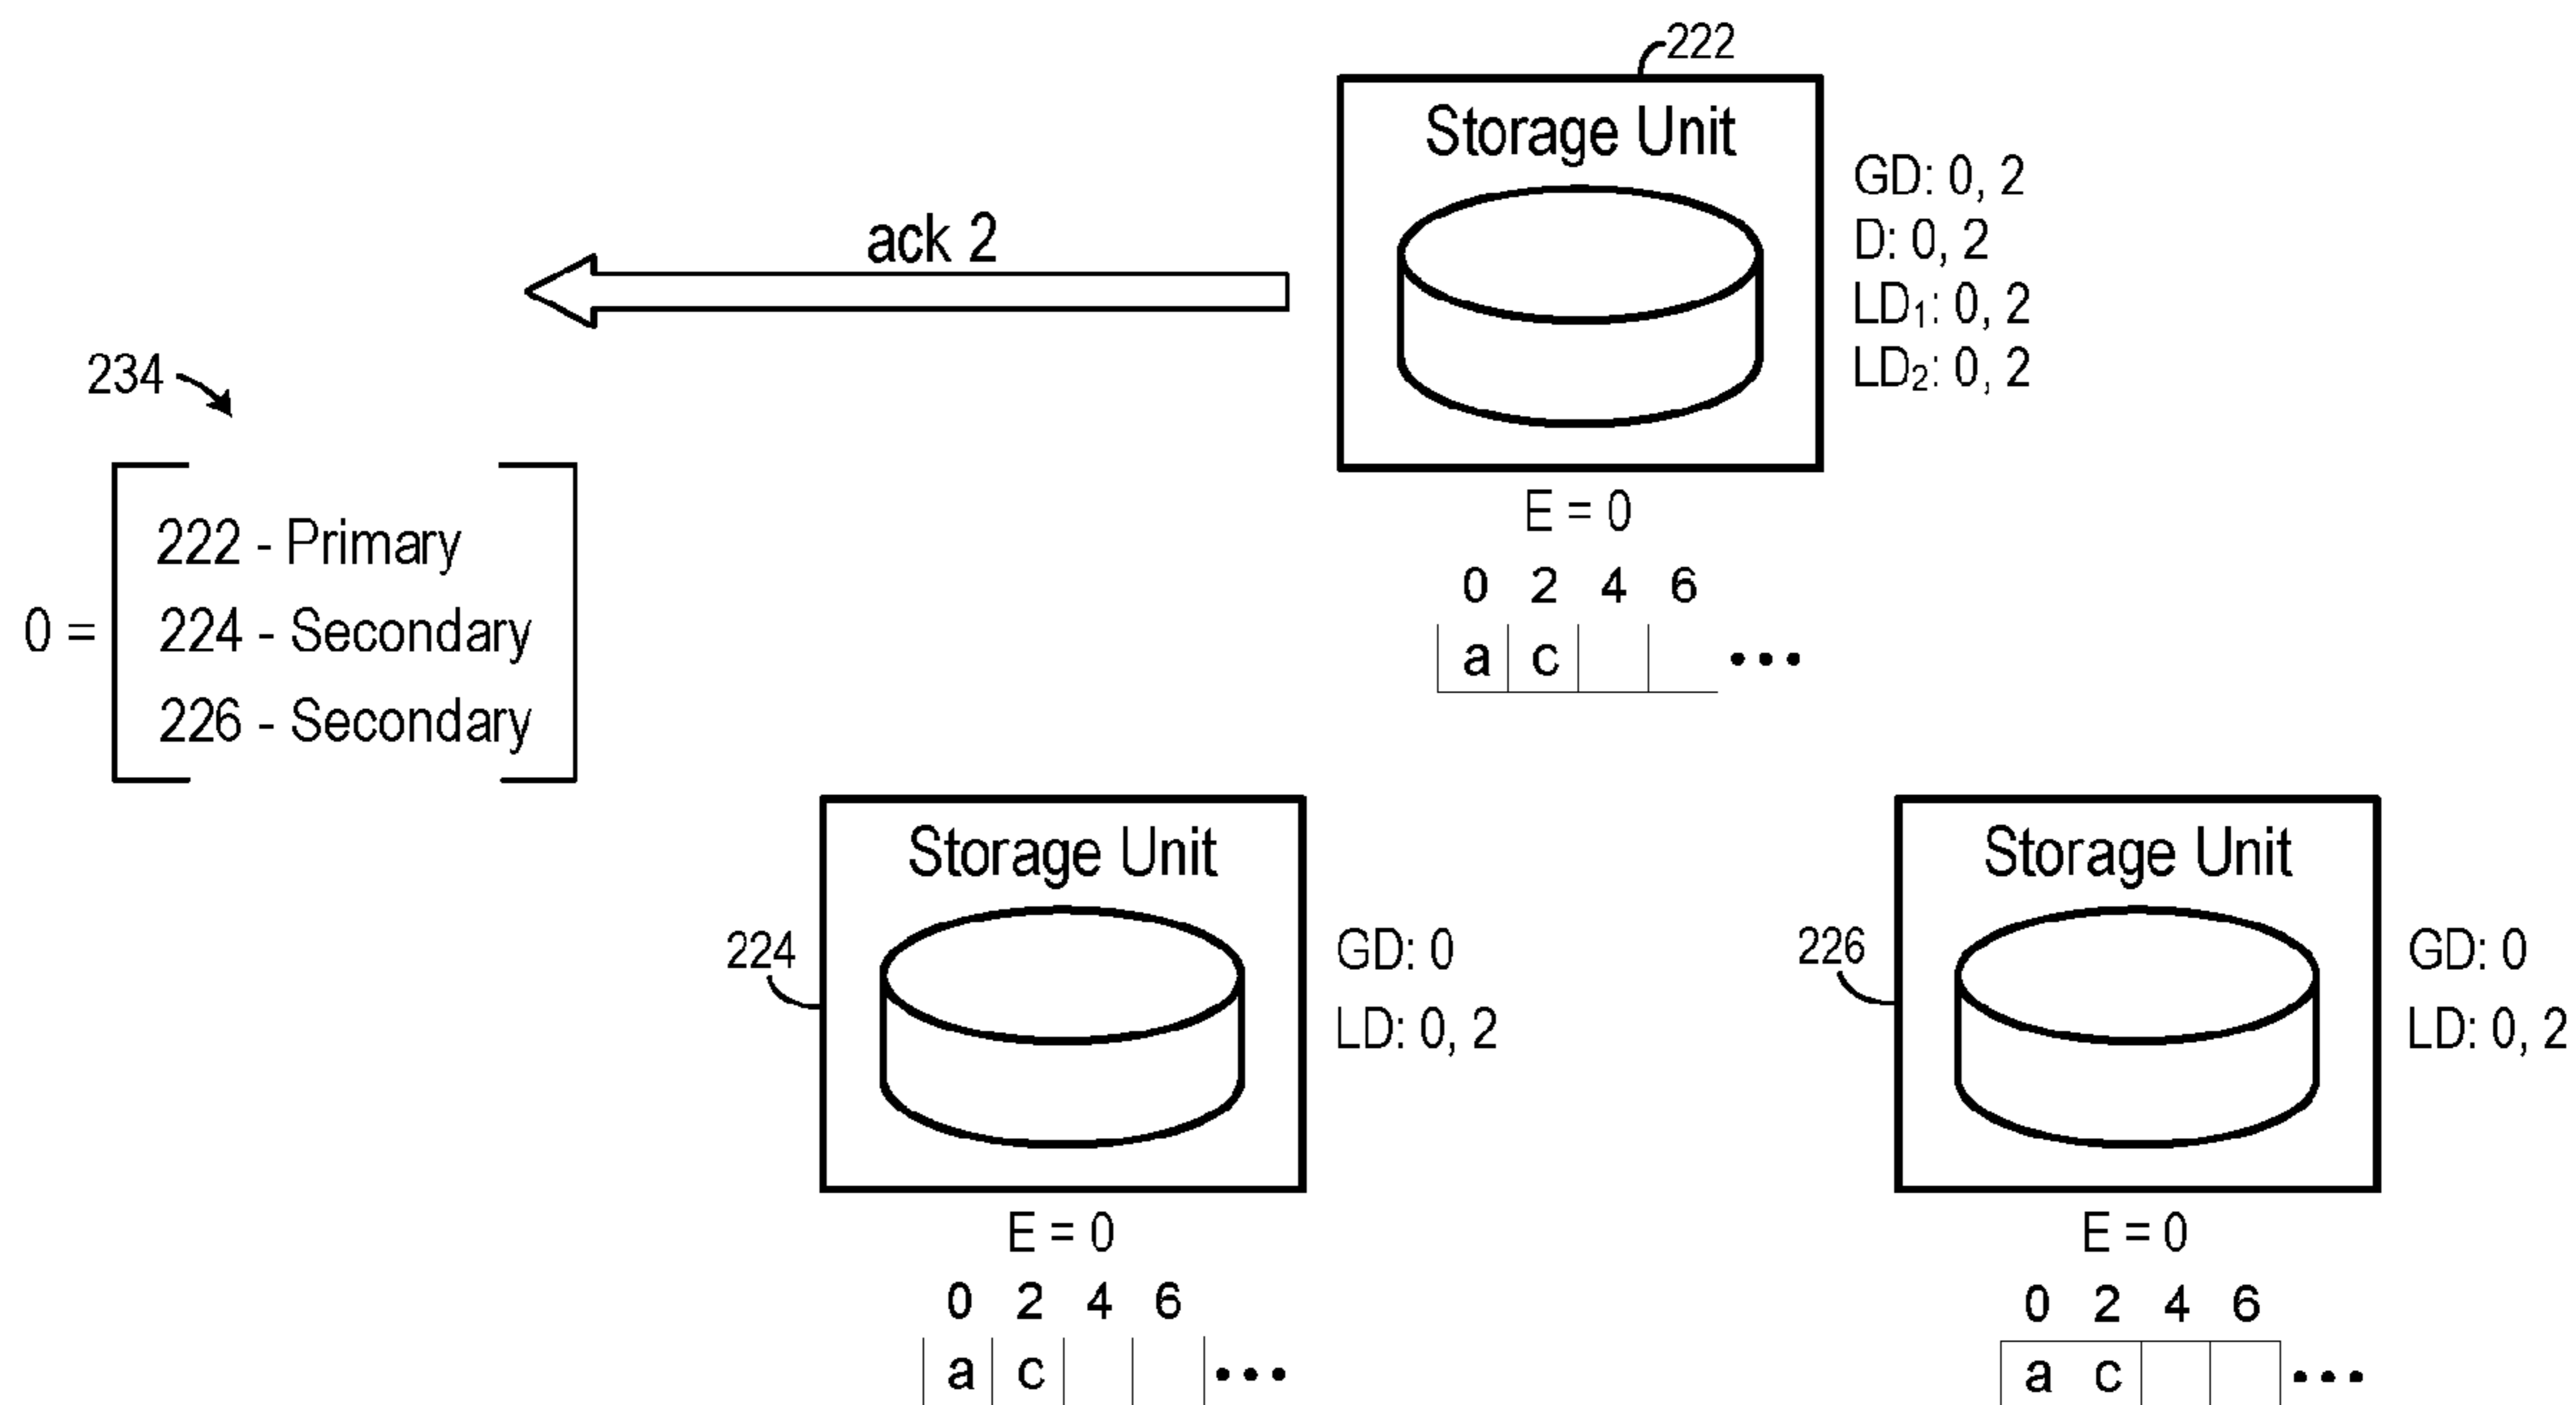 222
Storage Unit
GD: 0, 2
D: 0, 2
LD₁: 0, 2
LD₂: 0, 2
ack 2
234
0 =
222 - Primary
224 - Secondary
226 - Secondary
E = 0
0 2 4 6
a c •••
224
Storage Unit
GD: 0
LD: 0, 2
E = 0
0 2 4 6
a c •••
226
Storage Unit
GD: 0
LD: 0, 2
E = 0
0 2 4 6
a c •••